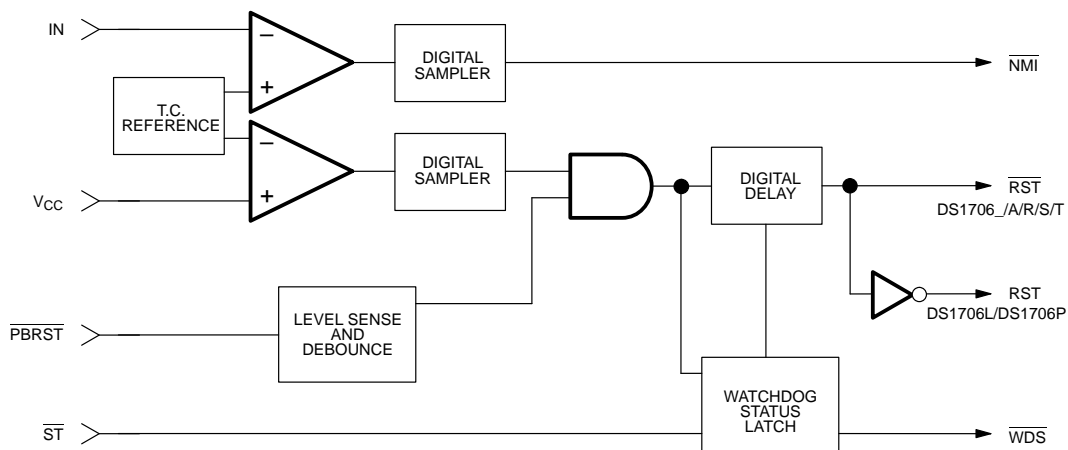 IN
−
+
DIGITAL
SAMPLER
NMI
T.C.
REFERENCE
−
+
DIGITAL
SAMPLER
VCC
DIGITAL
DELAY
RST
DS1706_/A/R/S/T
PBRST
LEVEL SENSE
AND
DEBOUNCE
RST
DS1706L/DS1706P
ST
WATCHDOG
STATUS
LATCH
WDS